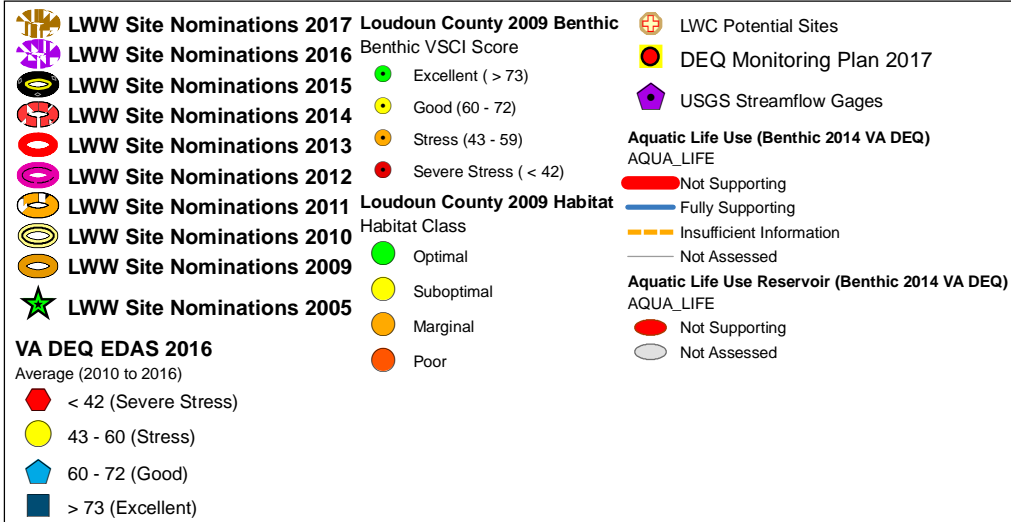 LWW Site Nominations 2017
LWW Site Nominations 2016
LWW Site Nominations 2015
LWW Site Nominations 2014
LWW Site Nominations 2013
LWW Site Nominations 2012
LWW Site Nominations 2011
LWW Site Nominations 2010
LWW Site Nominations 2009
LWW Site Nominations 2005
VA DEQ EDAS 2016
Average (2010 to 2016)
< 42 (Severe Stress)
43 - 60 (Stress)
60 - 72 (Good)
> 73 (Excellent)
Loudoun County 2009 Benthic
Benthic VSCI Score
Excellent ( > 73)
Good (60 - 72)
Stress (43 - 59)
Severe Stress ( < 42)
Loudoun County 2009 Habitat
Habitat Class
Optimal
Suboptimal
Marginal
Poor
LWC Potential Sites
DEQ Monitoring Plan 2017
USGS Streamflow Gages
Aquatic Life Use (Benthic 2014 VA DEQ)
AQUA_LIFE
Not Supporting
Fully Supporting
Insufficient Information
Not Assessed
Aquatic Life Use Reservoir (Benthic 2014 VA DEQ)
AQUA_LIFE
Not Supporting
Not Assessed